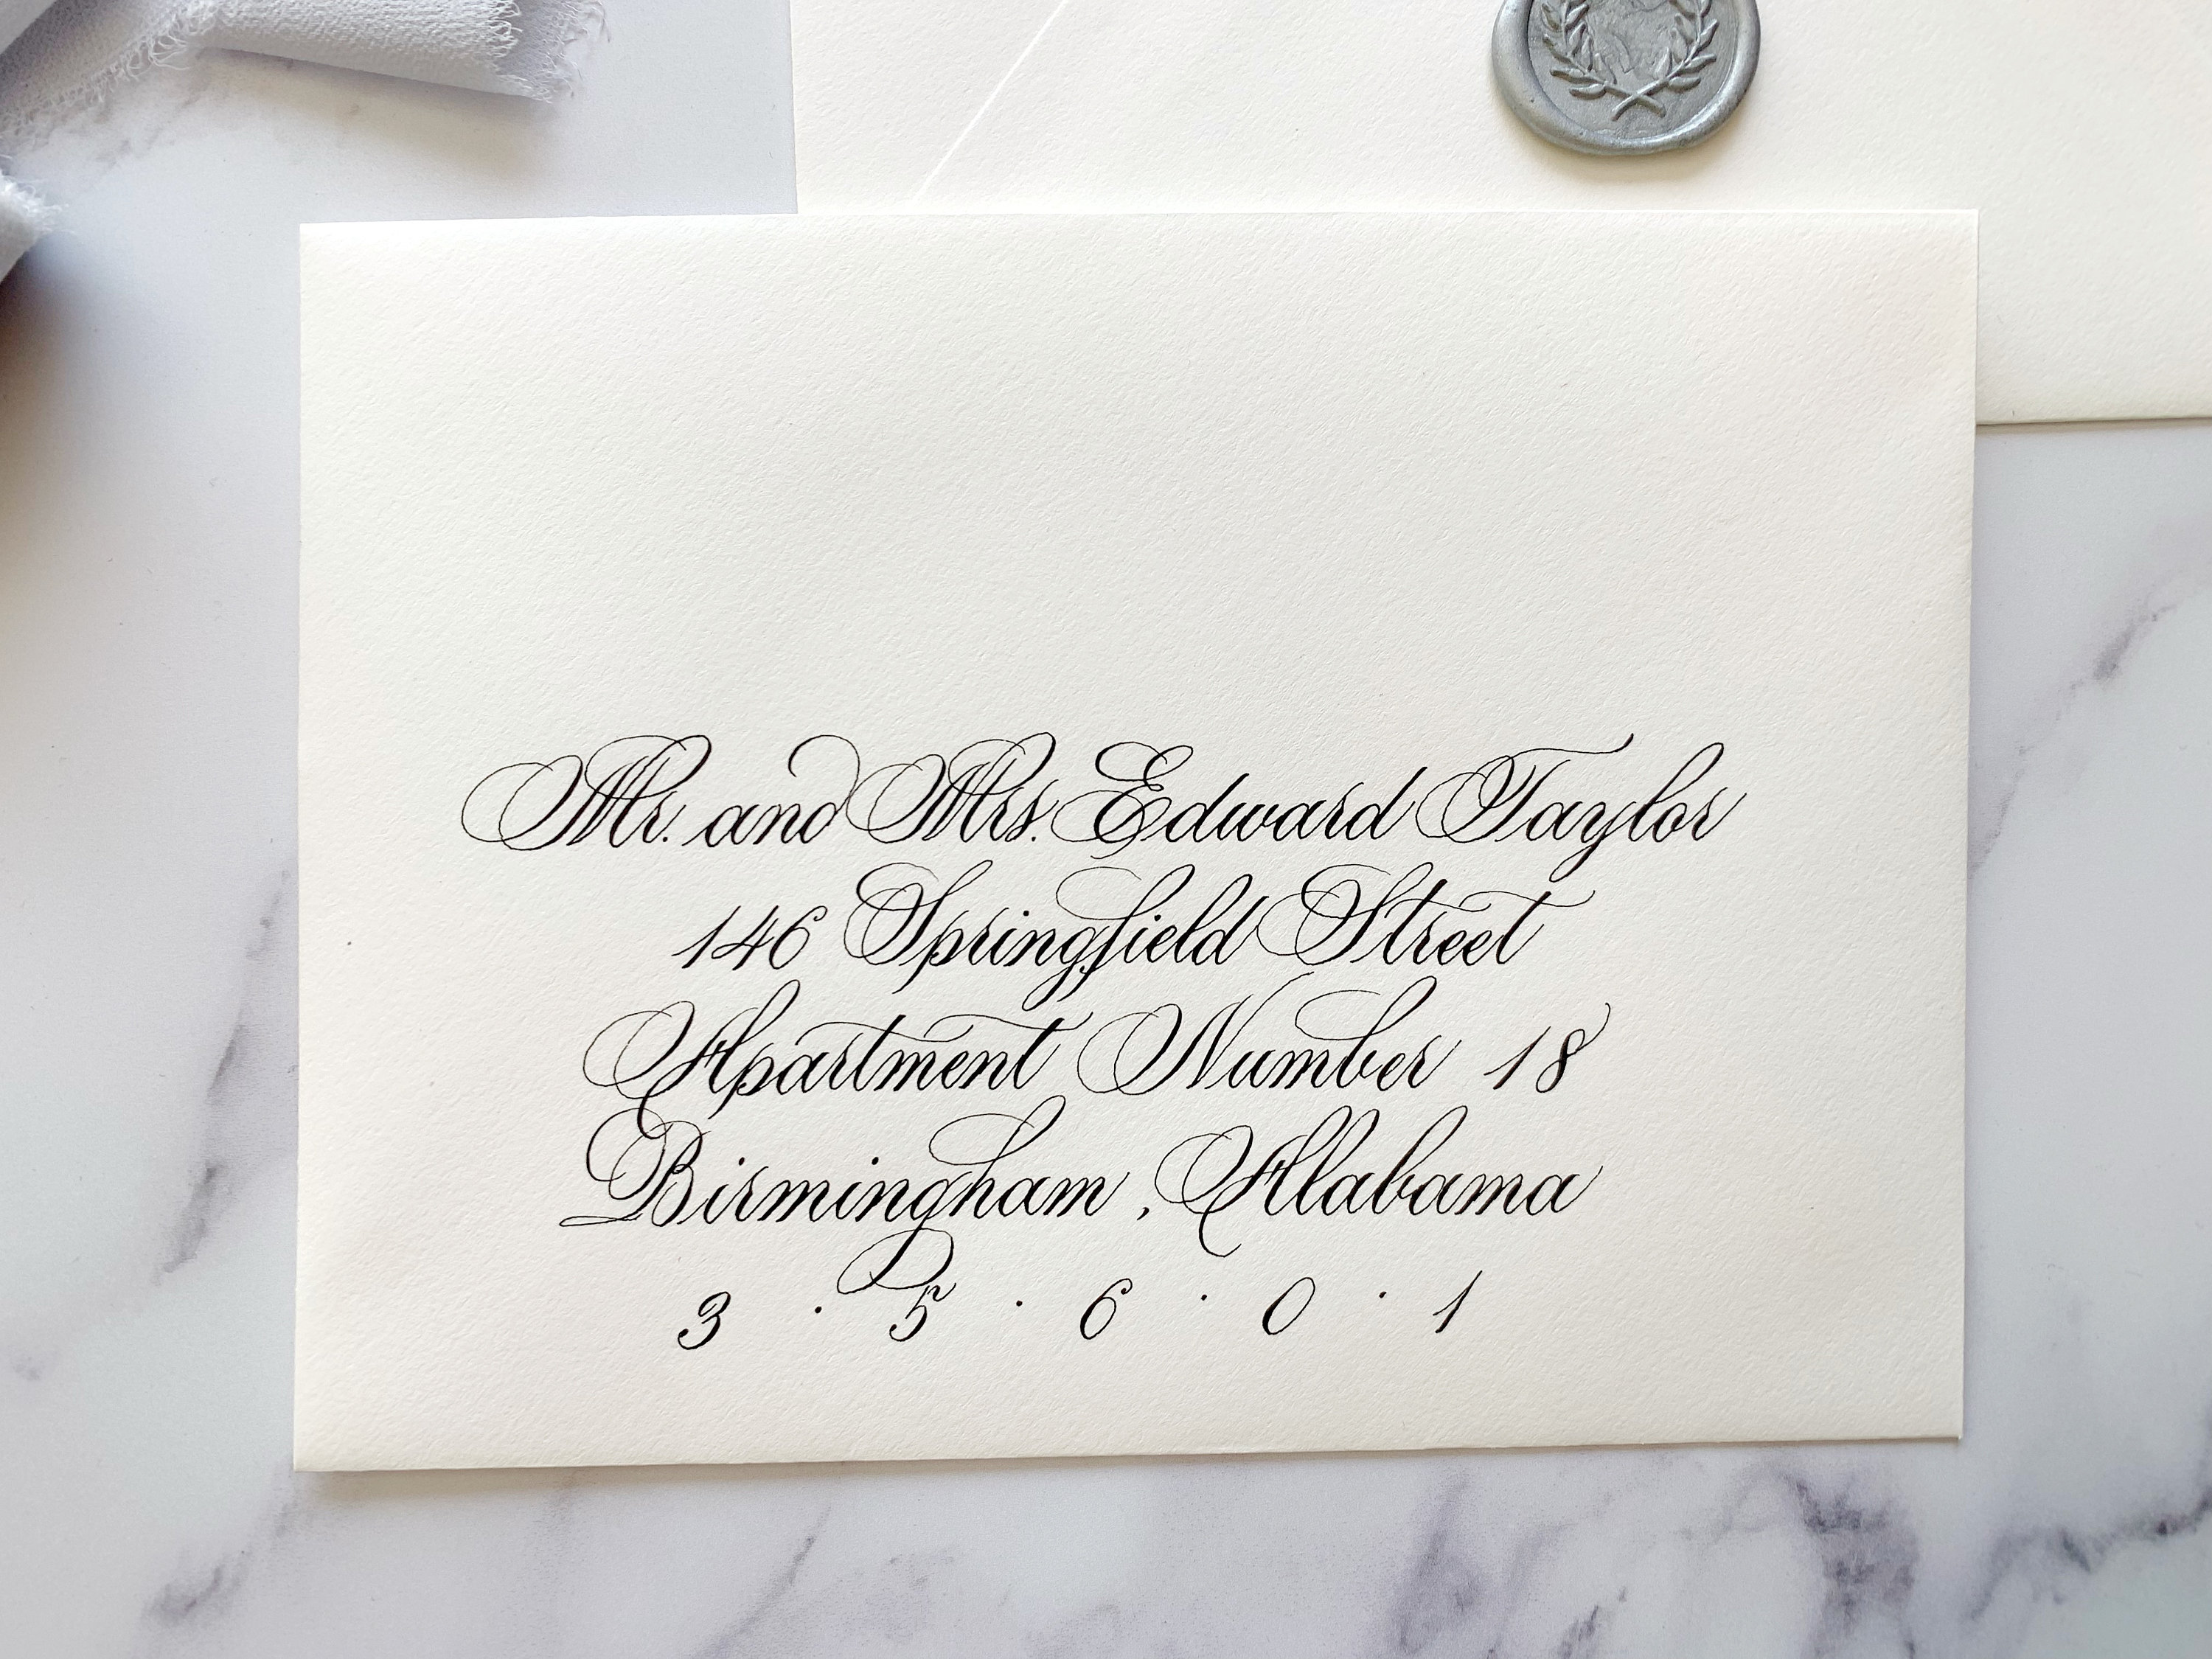 Mr. and Mrs. Edward Taylor
146 Springfield Street
Apartment Number 18
Birmingham, Alabama
3 · 5 · 6 · 0 · 1